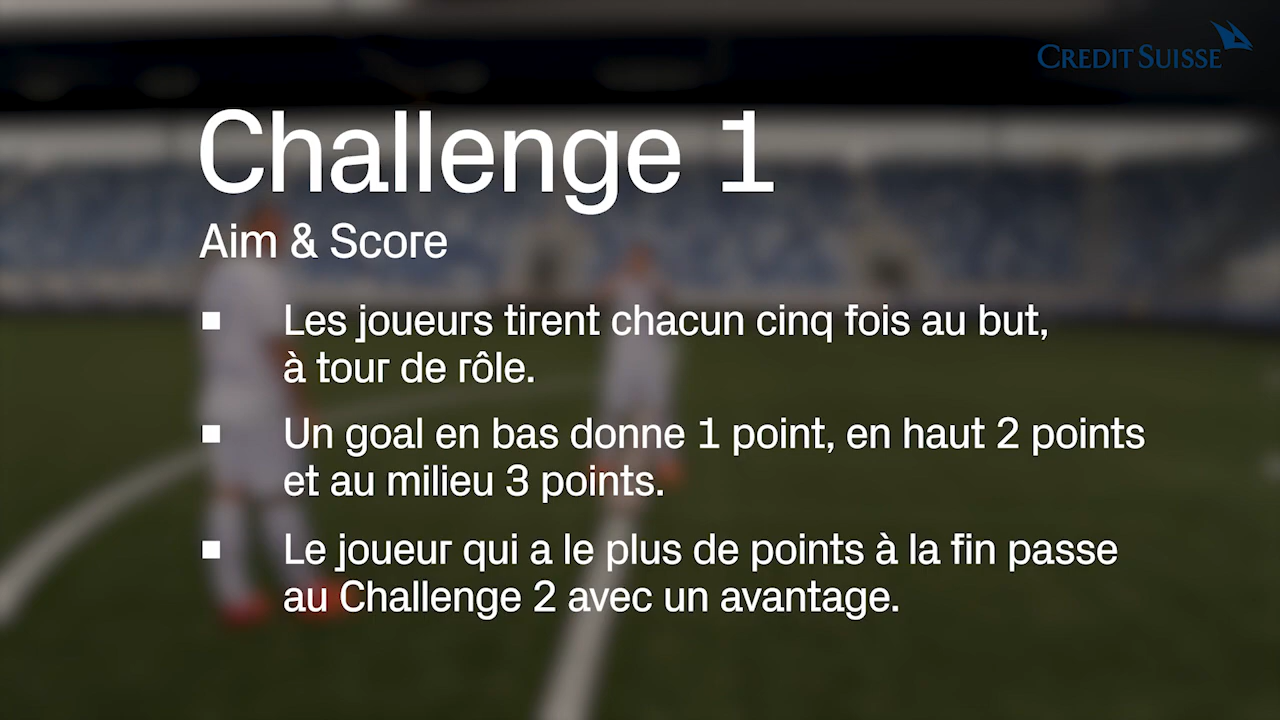 CREDIT SUISSE
Challenge 1
Aim & Score
▪ Les joueurs tirent chacun cinq fois au but,
à tour de rôle.
▪ Un goal en bas donne 1 point, en haut 2 points
et au milieu 3 points.
▪ Le joueur qui a le plus de points à la fin passe
au Challenge 2 avec un avantage.